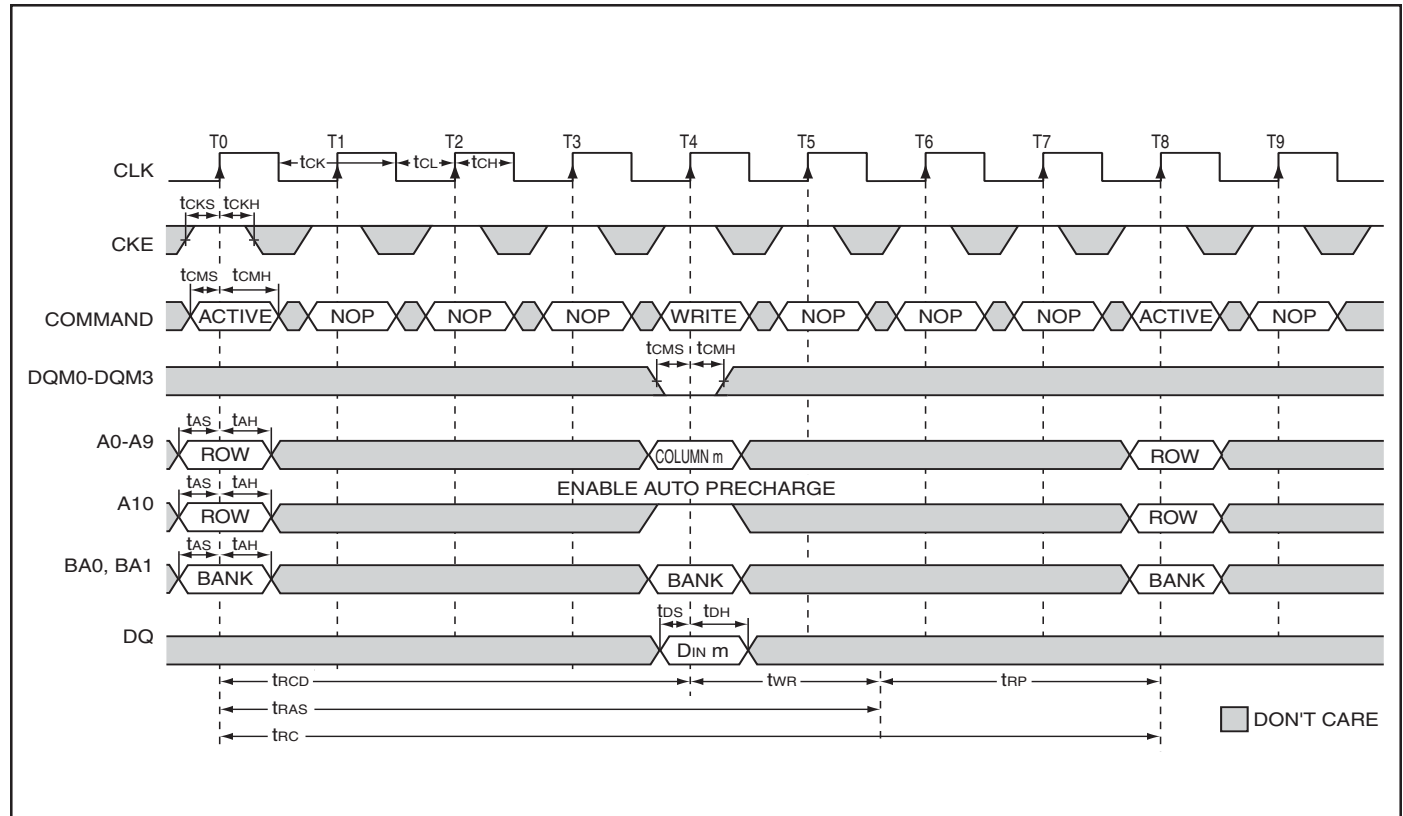 T0 T1 T2 T3 T4 T5 T6 T7 T8 T9
CLK tCK tCL tCH
tCKS tCKH
CKE
tCMS tCMH
COMMAND ACTIVE NOP NOP NOP WRITE NOP NOP NOP ACTIVE NOP
tCMS tCMH
DQM0-DQM3
tAS tAH
A0-A9 ROW COLUMN m ROW
tAS tAH ENABLE AUTO PRECHARGE
A10 ROW ROW
tAS tAH
BA0, BA1 BANK BANK BANK
tDS tDH
DQ DIN m
tRCD tWR tRP
tRAS
DON'T CARE
tRC